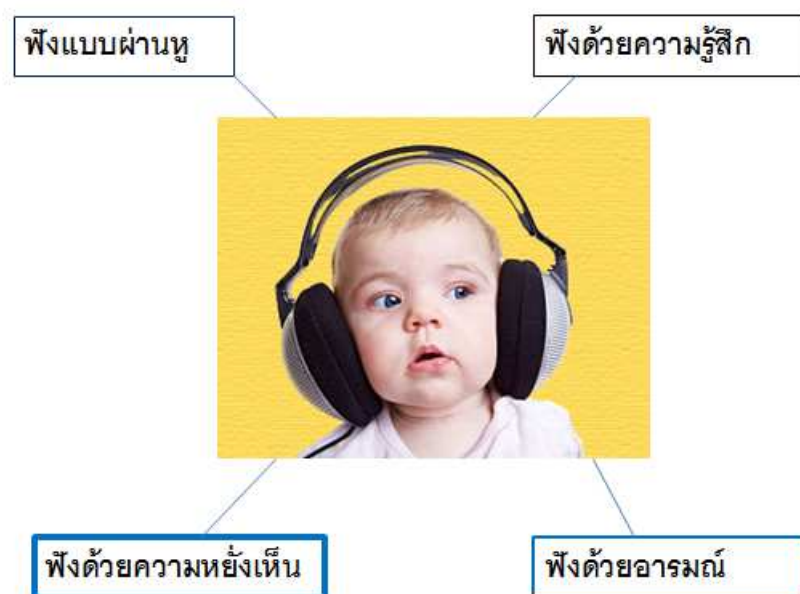 ฟังแบบผ่านหู
ฟังด้วยความรู้สึก
ฟังด้วยความหยั่งเห็น
ฟังด้วยอารมณ์